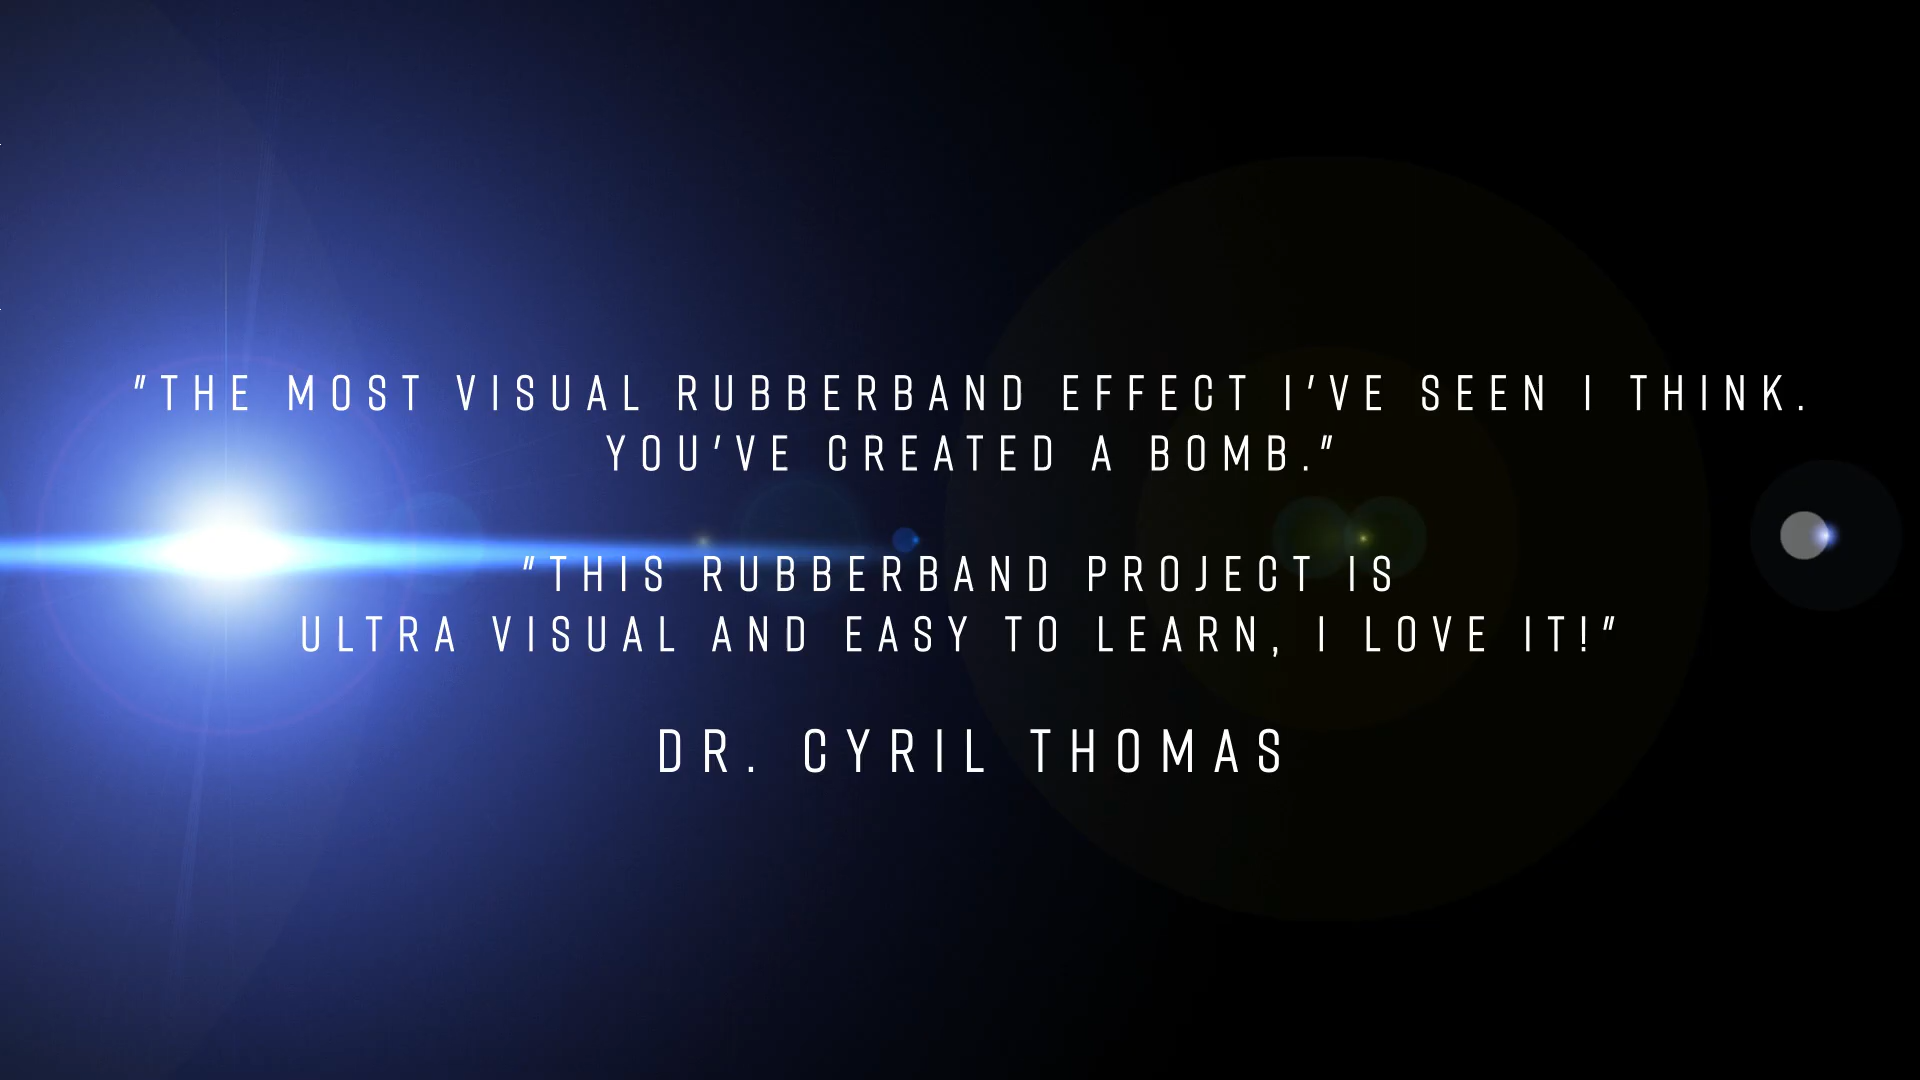 "THE MOST VISUAL RUBBERBAND EFFECT I'VE SEEN I THINK.
YOU'VE CREATED A BOMB."
"THIS RUBBERBAND PROJECT IS
ULTRA VISUAL AND EASY TO LEARN, I LOVE IT!"
DR. CYRIL THOMAS